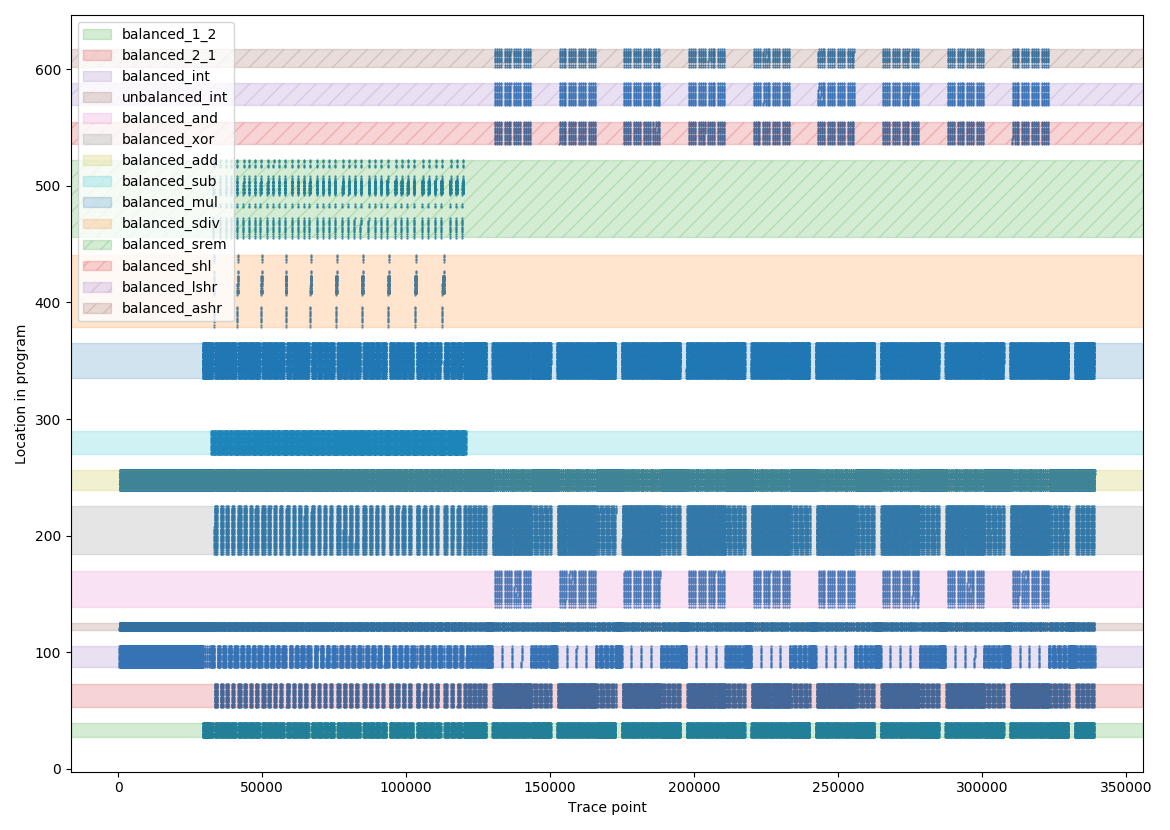 balanced_1_2
balanced_2_1
balanced_int
unbalanced_int
balanced_and
balanced_xor
balanced_add
balanced_sub
balanced_mul
balanced_sdiv
balanced_srem
balanced_shl
balanced_lshr
balanced_ashr
600
500
400
300
200
100
0
Location in program
0 50000 100000 150000 200000 250000 300000 350000
Trace point